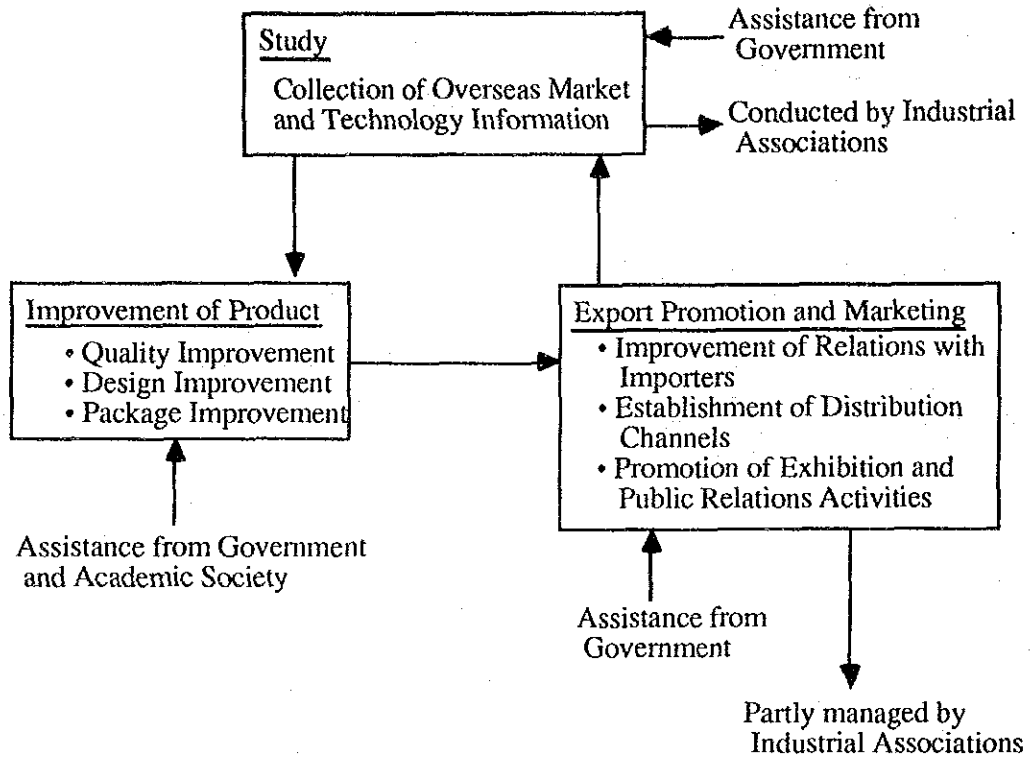 Study
Collection of Overseas Market
and Technology Information
Assistance from
Government
Conducted by Industrial
Associations
Improvement of Product
• Quality Improvement
• Design Improvement
• Package Improvement
Assistance from Government
and Academic Society
Export Promotion and Marketing
• Improvement of Relations with
Importers
• Establishment of Distribution
Channels
• Promotion of Exhibition and
Public Relations Activities
Assistance from
Government
Partly managed by
Industrial Associations